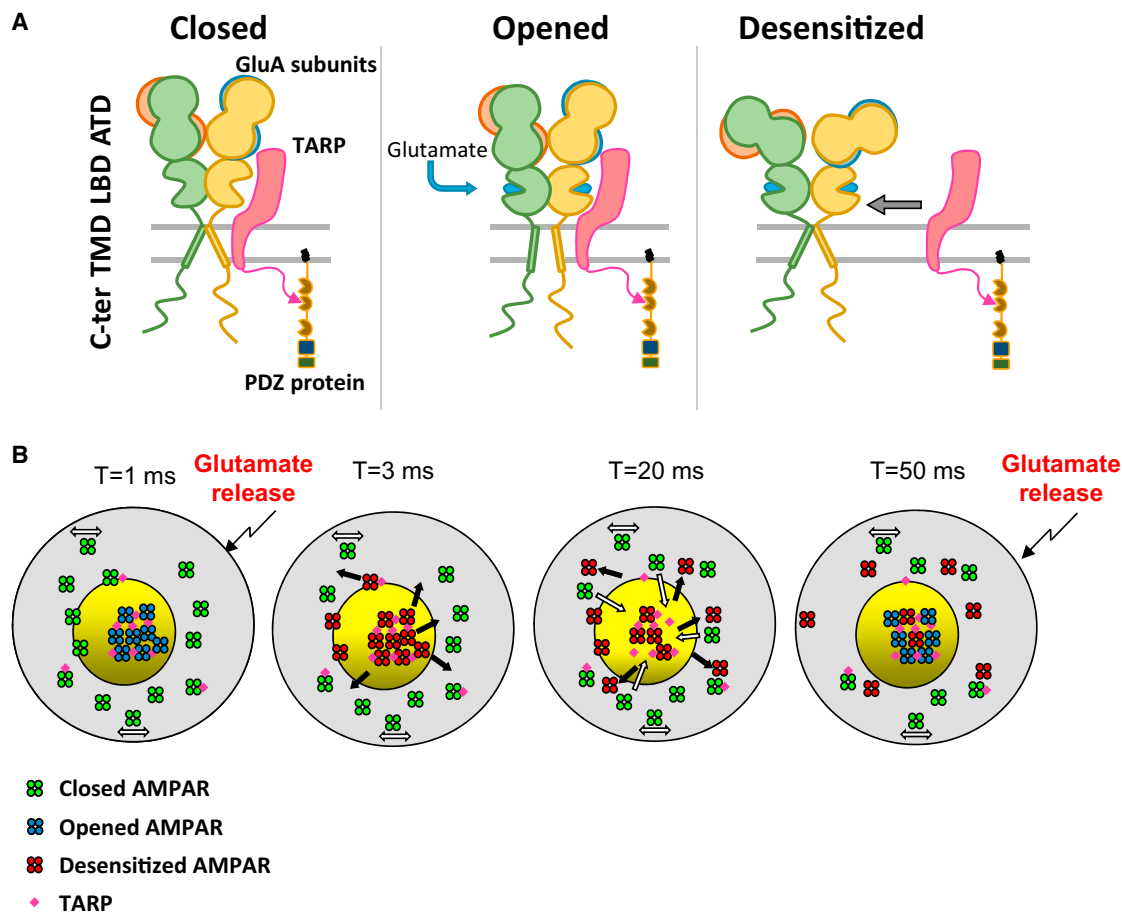 A
Closed
Opened
Desensitized
GluA subunits
TARP
Glutamate
C-ter TMD LBD ATD
PDZ protein
B
T=1 ms
Glutamate
release
T=3 ms
T=20 ms
T=50 ms
Glutamate
release
Closed AMPAR
Opened AMPAR
Desensitized AMPAR
TARP